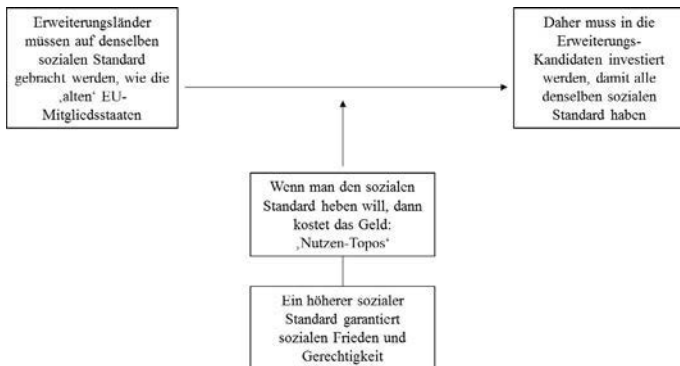 Erweiterungsländer
müssen auf denselben
sozialen Standard
gebracht werden, wie die
‚alten‘ EU-
Mitgliedsstaaten
Daher muss in die
Erweiterungs-
Kandidaten investiert
werden, damit alle
denselben sozialen
Standard haben
Wenn man den sozialen
Standard heben will, dann
kostet das Geld:
‚Nutzen-Topos‘
Ein höherer sozialer
Standard garantiert
sozialen Frieden und
Gerechtigkeit